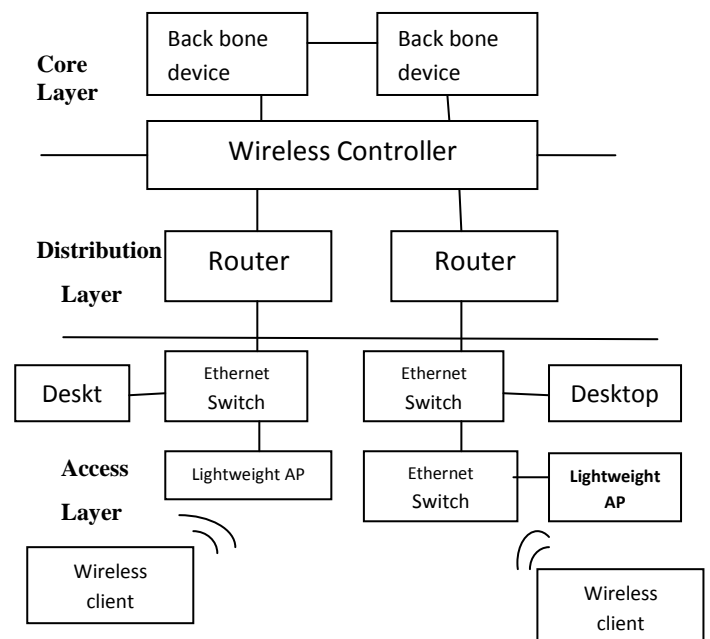 Back bone
device
Back bone
device
Core
Layer
Wireless Controller
Distribution
Layer
Router
Router
Deskt
Ethernet
Switch
Ethernet
Switch
Desktop
Access
Layer
Lightweight AP
Ethernet
Switch
Lightweight
AP
Wireless
client
Wireless
client